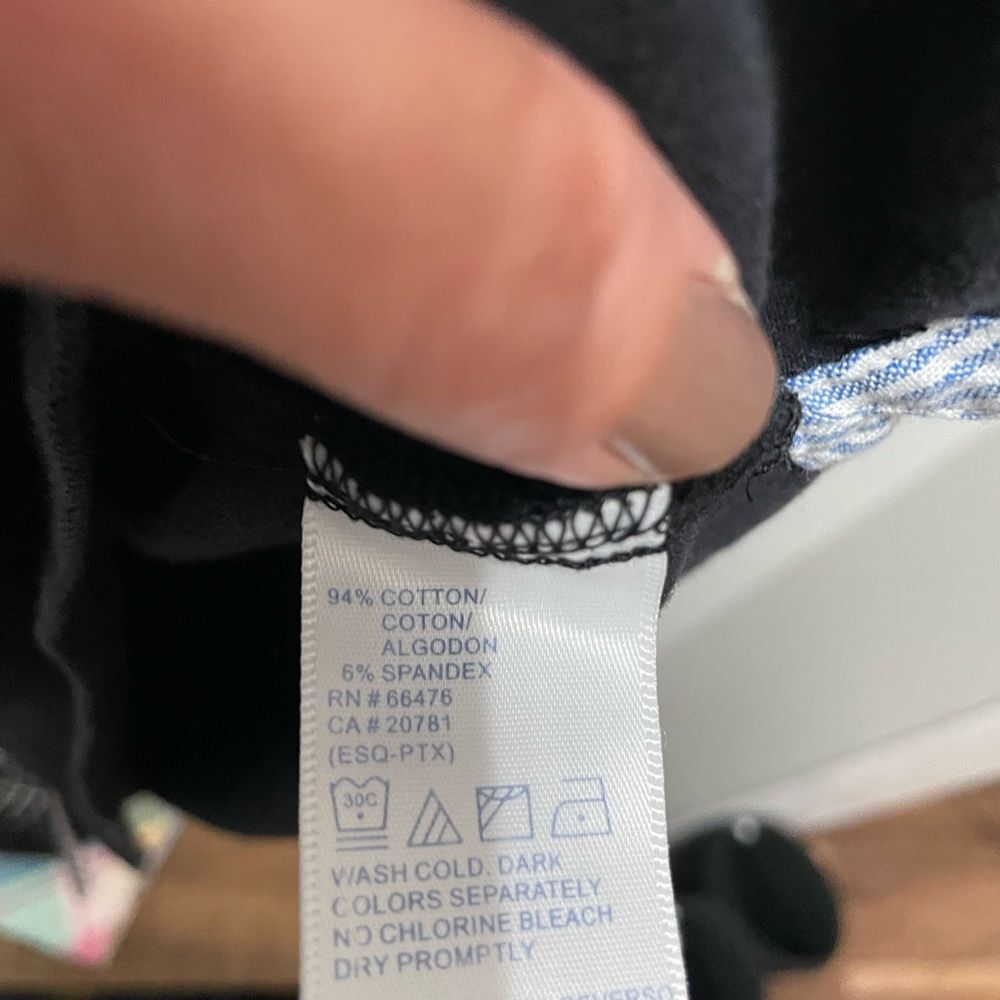 94% COTTON/
COTON/
ALGODON
6% SPANDEX
RN # 66476
CA # 20781
(ESQ-PTX)
30C
WASH COLD. DARK
COLORS SEPARATELY
NO CHLORINE BLEACH
DRY PROMPTLY
REVERSO